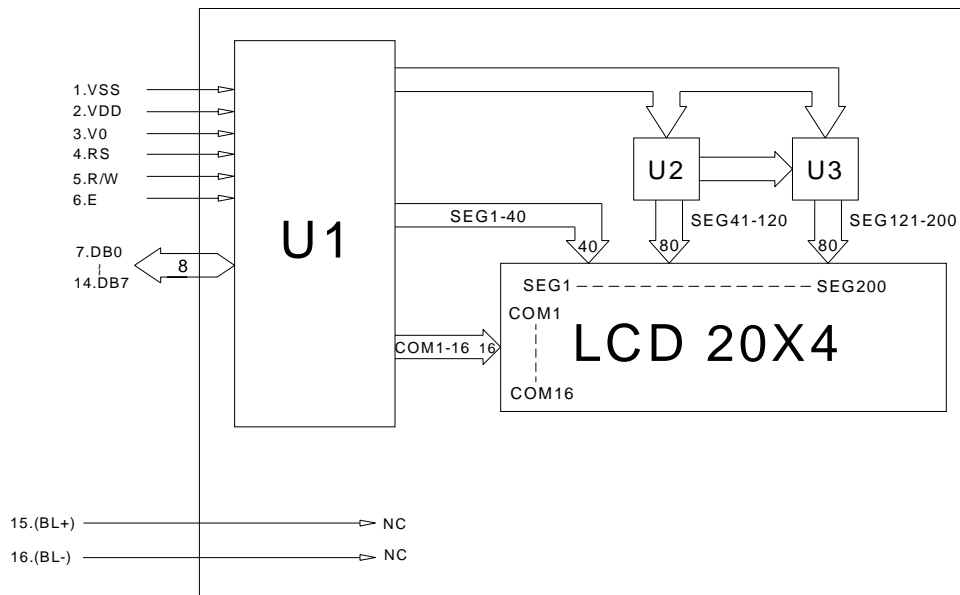 1.VSS
2.VDD
3.V0
4.RS
5.R/W
6.E
7.DB0
14.DB7
8
U1
U2
U3
SEG1-40
SEG41-120
SEG121-200
40
80
80
SEG1
SEG200
COM1
LCD 20X4
COM1-16 16
COM16
15.(BL+)
NC
16.(BL-)
NC